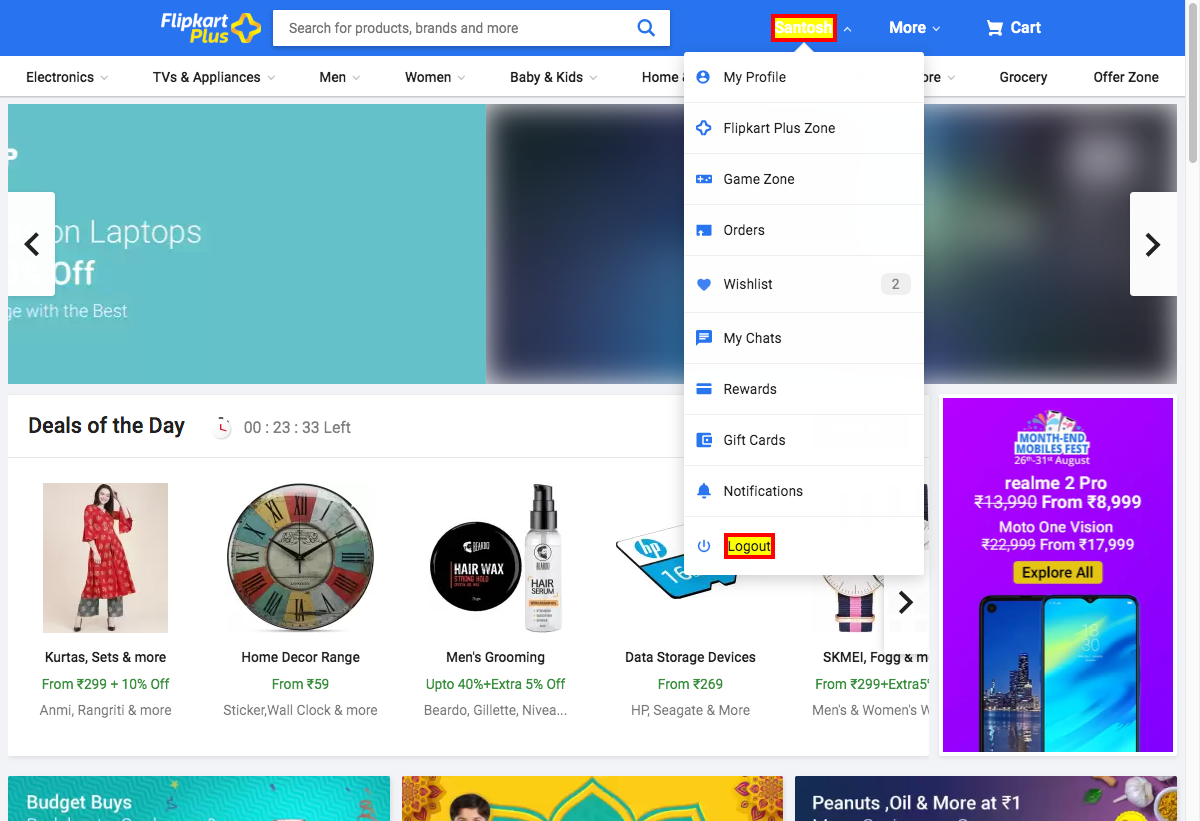 Flipkart
Plus
Search for products, brands and more
Santosh
More
Cart
Electronics
TVs & Appliances
Men
Women
Baby & Kids
Home
Grocery
Offer Zone
My Profile
Flipkart Plus Zone
Game Zone
Orders
Wishlist 2
My Chats
Rewards
Gift Cards
Notifications
Logout
on Laptops
Off
with the Best
Deals of the Day
00 : 23 : 33 Left
Kurtas, Sets & more
From ₹299 + 10% Off
Anmi, Rangriti & more
Home Decor Range
From ₹59
Sticker,Wall Clock & more
BEARDO
HAIR WAX
STRONG HOLD
BEARDO
HAIR
SERUM
Men's Grooming
Upto 40%+Extra 5% Off
Beardo, Gillette, Nivea...
hp
Data Storage Devices
From ₹269
HP, Seagate & More
SKMEI, Fogg &
From ₹299+Extra
Men's & Women's
MONTH-END
MOBILES FEST
26th-31st August
realme 2 Pro
₹13,990 From ₹8,999
Moto One Vision
₹22,999 From ₹17,999
Explore All
18
30
Budget Buys
Peanuts ,Oil & More at ₹1